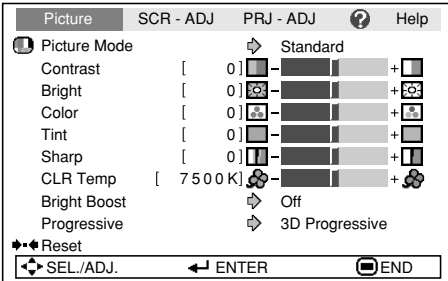 Picture SCR - ADJ PRJ - ADJ ? Help
Picture Mode Standard
Contrast [ 0] - +
Bright [ 0] - +
Color [ 0] - +
Tint [ 0] - +
Sharp [ 0] - +
CLR Temp [ 7500K] - +
Bright Boost Off
Progressive 3D Progressive
Reset
SEL./ADJ. ENTER END